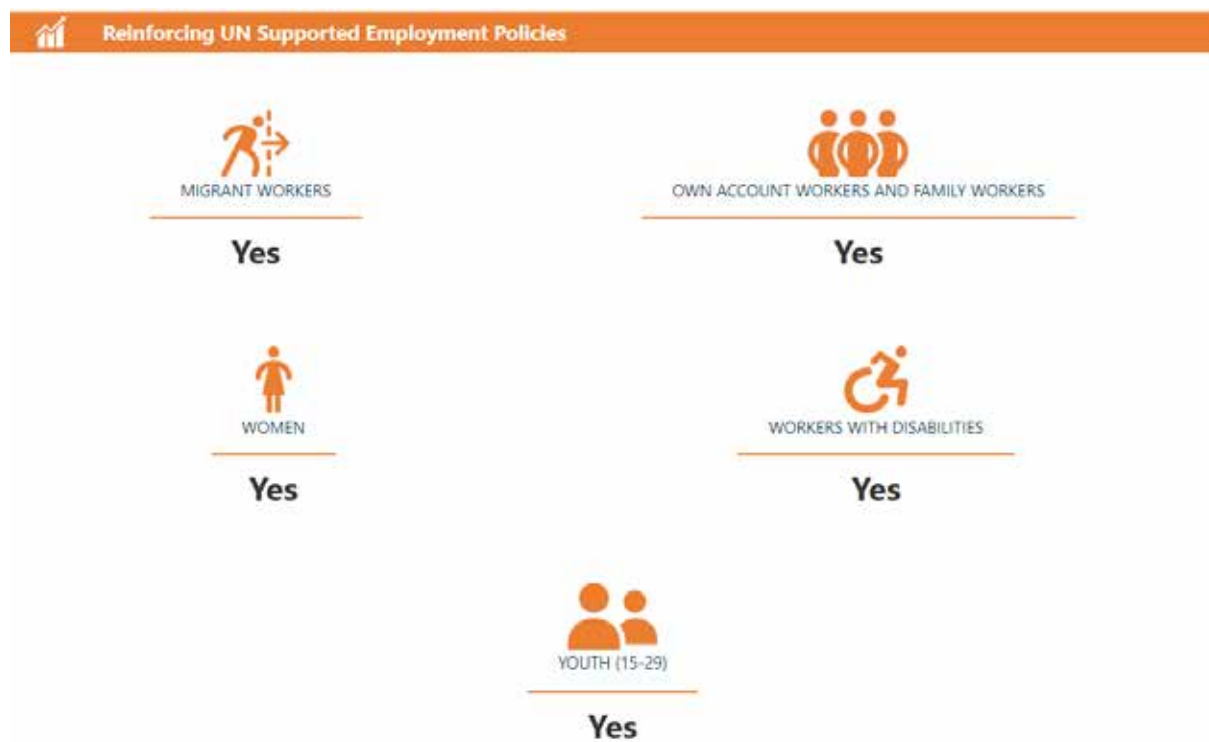 Reinforcing UN Supported Employment Policies
MIGRANT WORKERS
Yes
OWN ACCOUNT WORKERS AND FAMILY WORKERS
Yes
WOMEN
Yes
WORKERS WITH DISABILITIES
Yes
YOUTH (15-29)
Yes